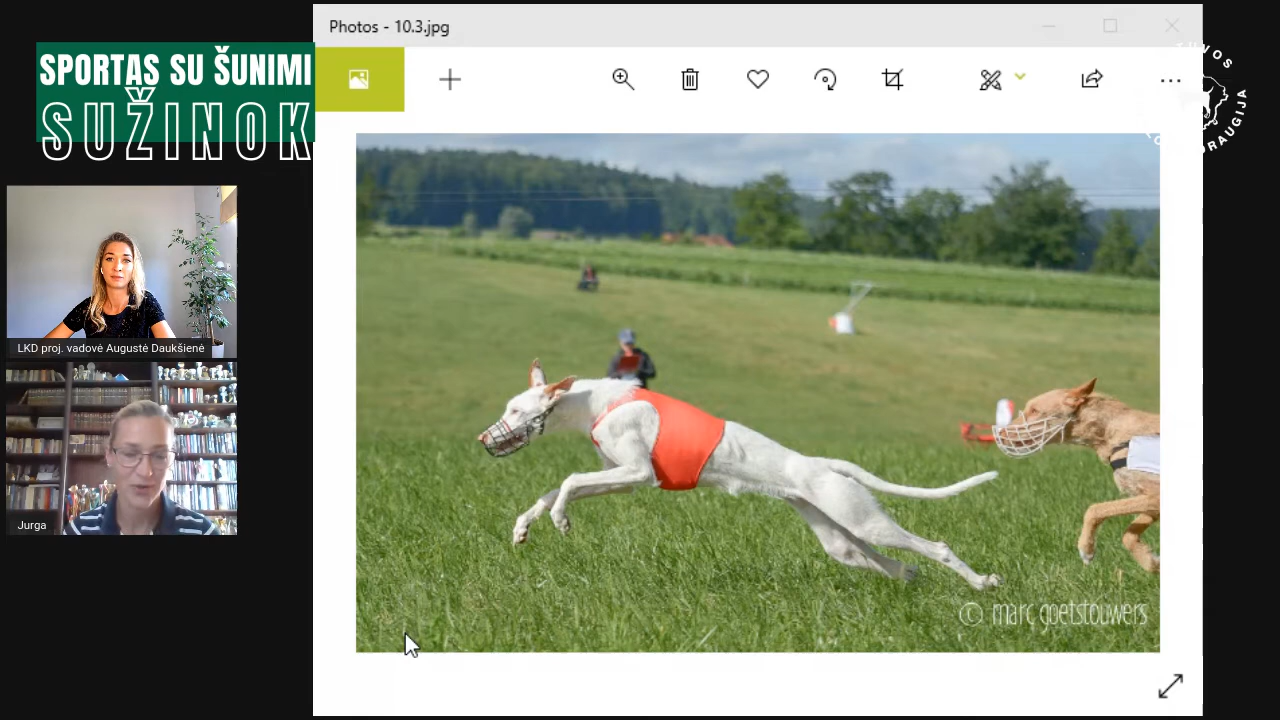 Photos - 10.3.jpg
SPORTAS SU ŠUNIMI
SUŽINOK
LKD proj. vadovė Augustė Daukšienė
Jurga
© marc goetstouwers